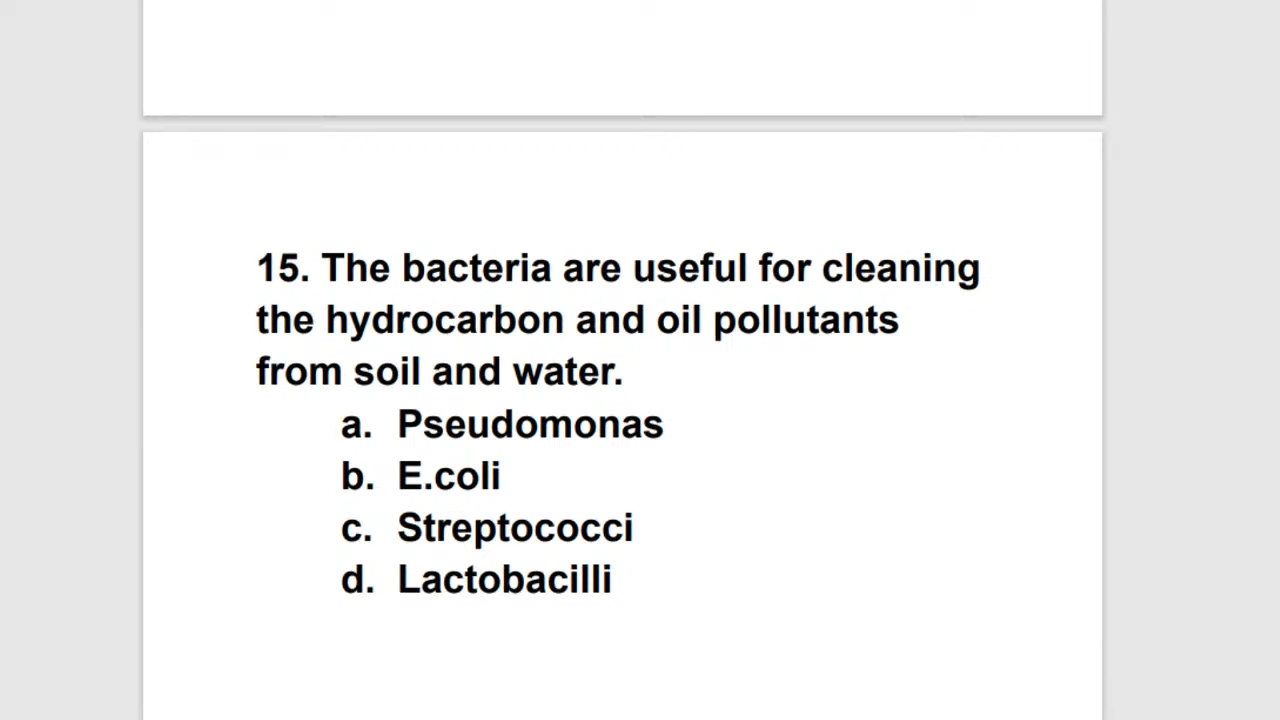 15. The bacteria are useful for cleaning
the hydrocarbon and oil pollutants
from soil and water.
a. Pseudomonas
b. E.coli
c. Streptococci
d. Lactobacilli